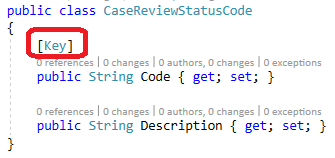 public class CaseReviewStatusCode
{
[Key]
0 references | 0 changes | 0 authors, 0 changes | 0 exceptions
public String Code { get; set; }
0 references | 0 changes | 0 authors, 0 changes | 0 exceptions
public String Description { get; set; }
}